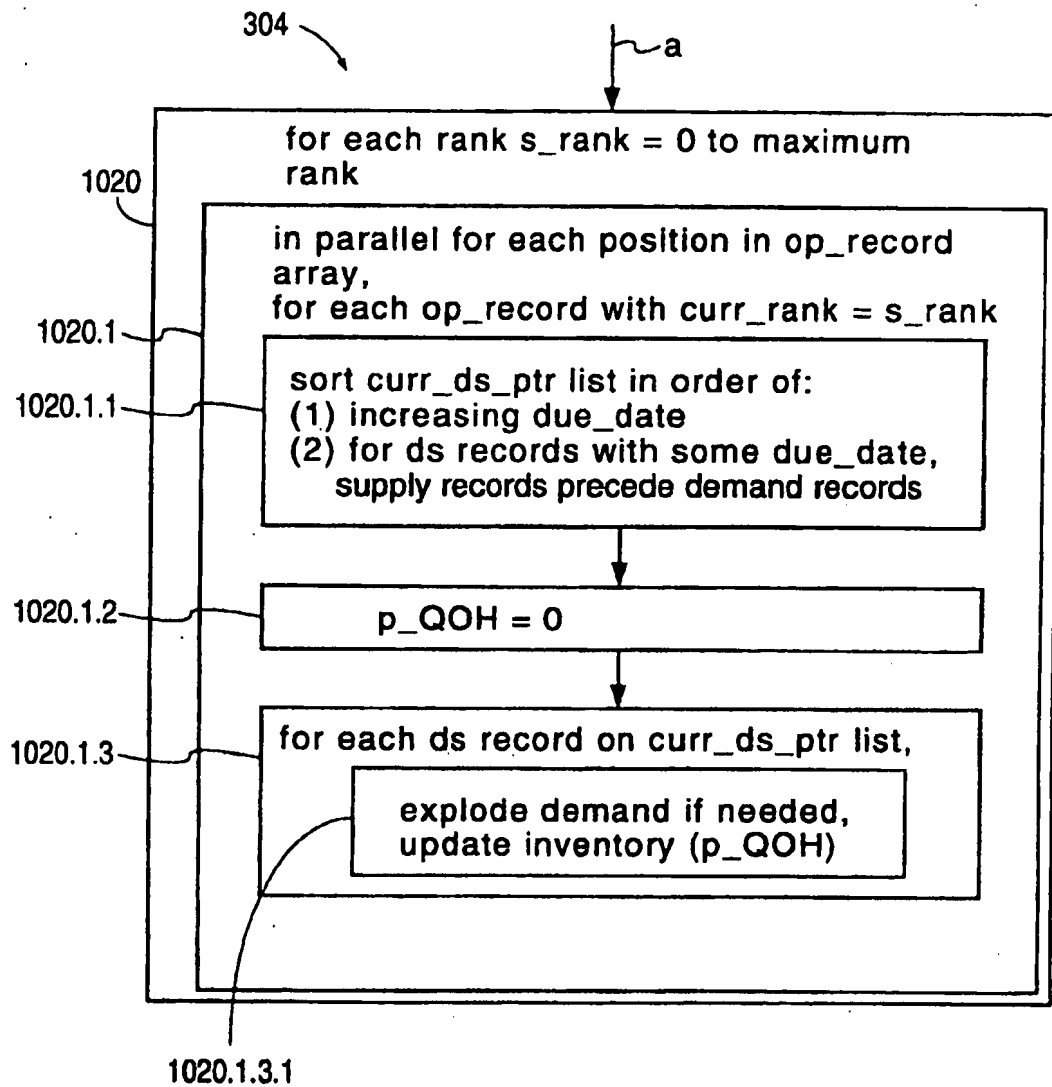 304
a
for each rank s_rank = 0 to maximum
rank
1020
in parallel for each position in op_record
array,
for each op_record with curr_rank = s_rank
1020.1
sort curr_ds_ptr list in order of:
(1) increasing due_date
(2) for ds records with some due_date,
supply records precede demand records
1020.1.1
1020.1.2
p_QOH = 0
1020.1.3
for each ds record on curr_ds_ptr list,
explode demand if needed,
update inventory (p_QOH)
1020.1.3.1